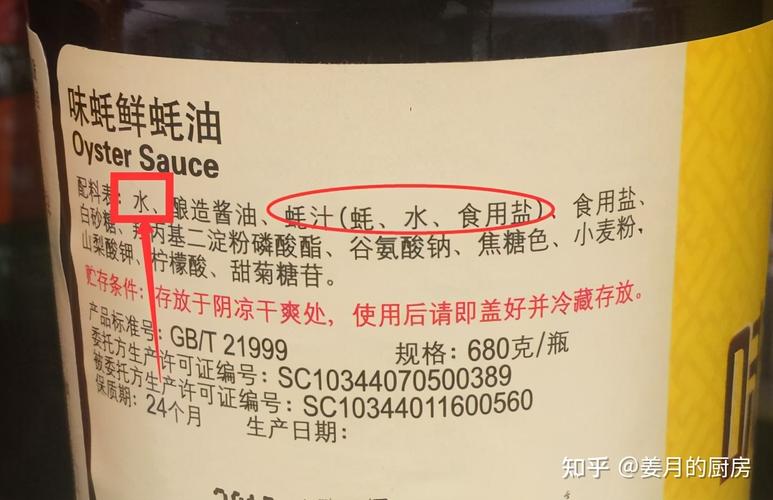 味蚝鲜蚝油
Oyster Sauce
配料表：水、酿造酱油、蚝汁(蚝、水、食用盐)、食用盐、
白砂糖、羟丙基二淀粉磷酸酯、谷氨酸钠、焦糖色、小麦粉，
山梨酸钾、柠檬酸、甜菊糖苷。
贮存条件：存放于阴凉干爽处，使用后请即盖好并冷藏存放。
产品标准号：GB/T 21999 规格：680克/瓶
委托方生产许可证编号：SC10344070500389
被委托方生产许可证编号：SC10344011600560
保质期：24个月 生产日期：
知乎 @姜月的厨房